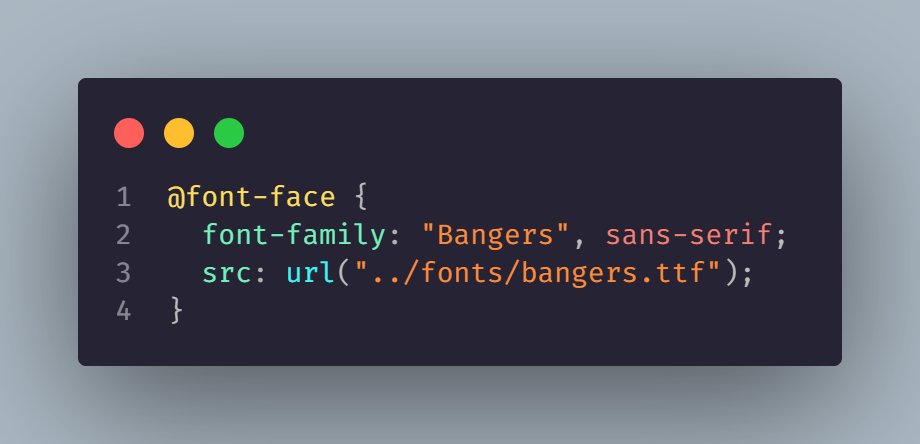 1 @font-face {
2   font-family: "Bangers", sans-serif;
3   src: url("../fonts/bangers.ttf");
4 }